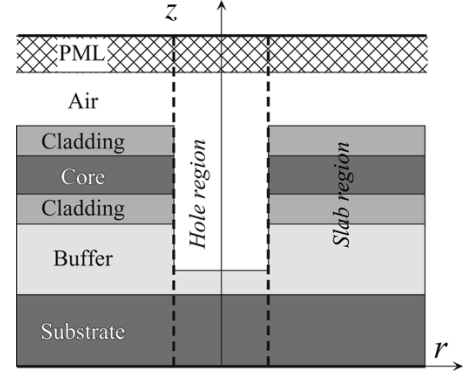 z
PML
Air
Cladding
Core
Cladding
Buffer
Substrate
Hole region
Slab region
r